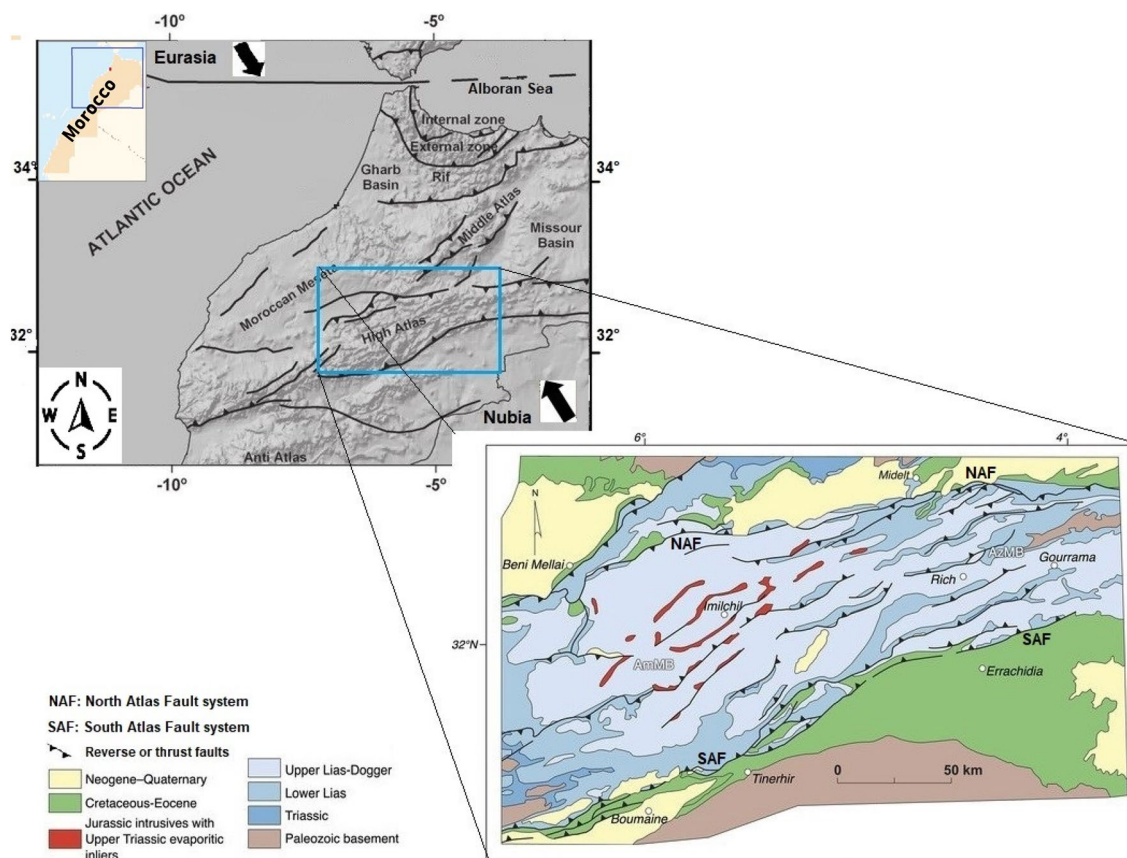 -10°
-5°
Eurasia
Morocco
Alboran Sea
Internal zone
External zone
34°
34°
Gharb
Basin
Rif
ATLANTIC OCEAN
Middle Atlas
Missour
Basin
Moroccan Meseta
32°
High Atlas
32°
N
W E
S
Nubia
Anti Atlas
-10°
-5°
6°
4°
N
Midelt
NAF
NAF
Beni Mellai
AzMB
Gourrama
Rich
Imilchil
32°N
AmMB
SAF
Errachidia
SAF
Tinerhir
0 50 km
Boumaine
NAF: North Atlas Fault system
SAF: South Atlas Fault system
Reverse or thrust faults
Neogene–Quaternary
Cretaceous-Eocene
Jurassic intrusives with
Upper Triassic evaporitic
inliers
Upper Lias-Dogger
Lower Lias
Triassic
Paleozoic basement